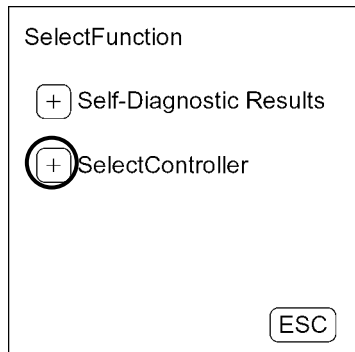 SelectFunction
+ Self-Diagnostic Results
+ SelectController
ESC